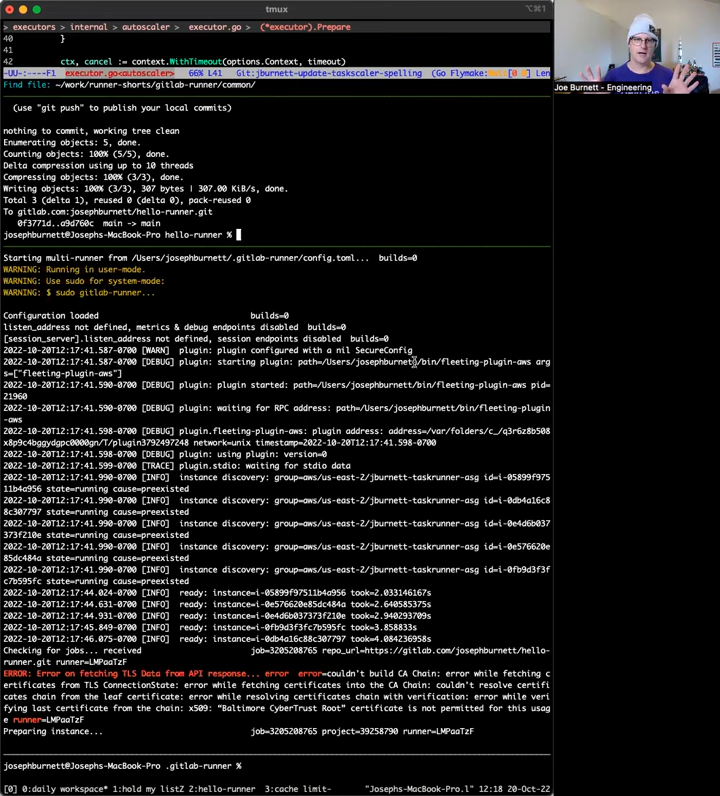 tmux
⌥⌘1
> executors > internal > autoscaler > executor.go > (*executor).Prepare
40 }
41
42 ctx, cancel := context.WithTimeout(options.Context, timeout)
-UU-:----F1 executor.go<autoscaler> 66% L41 Git:jburnett-update-taskscaler-spelling (Go Flymake: [0 0] Len
Find file: ~/work/runner-shorts/gitlab-runner/common/
(use "git push" to publish your local commits)
nothing to commit, working tree clean
Enumerating objects: 5, done.
Counting objects: 100% (5/5), done.
Delta compression using up to 10 threads
Compressing objects: 100% (3/3), done.
Writing objects: 100% (3/3), 307 bytes | 307.00 KiB/s, done.
Total 3 (delta 1), reused 0 (delta 0), pack-reused 0
To gitlab.com:josephburnett/hello-runner.git
0f3771d..a9d760c main -> main
josephburnett@Josephs-MacBook-Pro hello-runner %
Starting multi-runner from /Users/josephburnett/.gitlab-runner/config.toml... builds=0
WARNING: Running in user-mode.
WARNING: Use sudo for system-mode:
WARNING: $ sudo gitlab-runner...
Configuration loaded builds=0
listen_address not defined, metrics & debug endpoints disabled builds=0
[session_server].listen_address not defined, session endpoints disabled builds=0
2022-10-20T12:17:41.587-0700 [WARN] plugin: plugin configured with a nil SecureConfig
2022-10-20T12:17:41.587-0700 [DEBUG] plugin: starting plugin: path=/Users/josephburnett/bin/fleeting-plugin-aws arg
s=["fleeting-plugin-aws"]
2022-10-20T12:17:41.590-0700 [DEBUG] plugin: plugin started: path=/Users/josephburnett/bin/fleeting-plugin-aws pid=
21960
2022-10-20T12:17:41.590-0700 [DEBUG] plugin: waiting for RPC address: path=/Users/josephburnett/bin/fleeting-plugin
-aws
2022-10-20T12:17:41.598-0700 [DEBUG] plugin.fleeting-plugin-aws: plugin address: address=/var/folders/c_/q3r6z8b508
x8p9c4bggydgpc0000gn/T/plugin3792497248 network=unix timestamp=2022-10-20T12:17:41.598-0700
2022-10-20T12:17:41.598-0700 [DEBUG] plugin: using plugin: version=0
2022-10-20T12:17:41.599-0700 [TRACE] plugin.stdio: waiting for stdio data
2022-10-20T12:17:41.990-0700 [INFO] instance discovery: group=aws/us-east-2/jburnett-taskrunner-asg id=i-05899f975
11b4a956 state=running cause=preexisted
2022-10-20T12:17:41.990-0700 [INFO] instance discovery: group=aws/us-east-2/jburnett-taskrunner-asg id=i-0db4a16c8
8c307797 state=running cause=preexisted
2022-10-20T12:17:41.990-0700 [INFO] instance discovery: group=aws/us-east-2/jburnett-taskrunner-asg id=i-0e4d6b037
373f210e state=running cause=preexisted
2022-10-20T12:17:41.990-0700 [INFO] instance discovery: group=aws/us-east-2/jburnett-taskrunner-asg id=i-0e576620e
85dc484a state=running cause=preexisted
2022-10-20T12:17:41.990-0700 [INFO] instance discovery: group=aws/us-east-2/jburnett-taskrunner-asg id=i-0fb9d3f3f
c7b595fc state=running cause=preexisted
2022-10-20T12:17:44.024-0700 [INFO] ready: instance=i-05899f97511b4a956 took=2.033146167s
2022-10-20T12:17:44.631-0700 [INFO] ready: instance=i-0e576620e85dc484a took=2.640585375s
2022-10-20T12:17:44.931-0700 [INFO] ready: instance=i-0e4d6b037373f210e took=2.940293709s
2022-10-20T12:17:45.849-0700 [INFO] ready: instance=i-0fb9d3f3fc7b595fc took=3.858833s
2022-10-20T12:17:46.075-0700 [INFO] ready: instance=i-0db4a16c88c307797 took=4.084236958s
Checking for jobs... received job=3205208765 repo_url=https://gitlab.com/josephburnett/hello-
runner.git runner=LMPaaTzF
ERROR: Error on fetching TLS Data from API response... error error=couldn't build CA Chain: error while fetching c
ertificates from TLS ConnectionState: error while fetching certificates into the CA Chain: couldn't resolve certifi
cates chain from the leaf certificate: error while resolving certificates chain with verification: error while veri
fying last certificate from the chain: x509: “Baltimore CyberTrust Root” certificate is not permitted for this usag
e runner=LMPaaTzF
Preparing instance... job=3205208765 project=39258790 runner=LMPaaTzF
josephburnett@Josephs-MacBook-Pro .gitlab-runner %
[0] 0:daily workspace* 1:hold my listZ 2:hello-runner 3:cache limit- "Josephs-MacBook-Pro.l" 12:18 20-Oct-22
Joe Burnett - Engineering